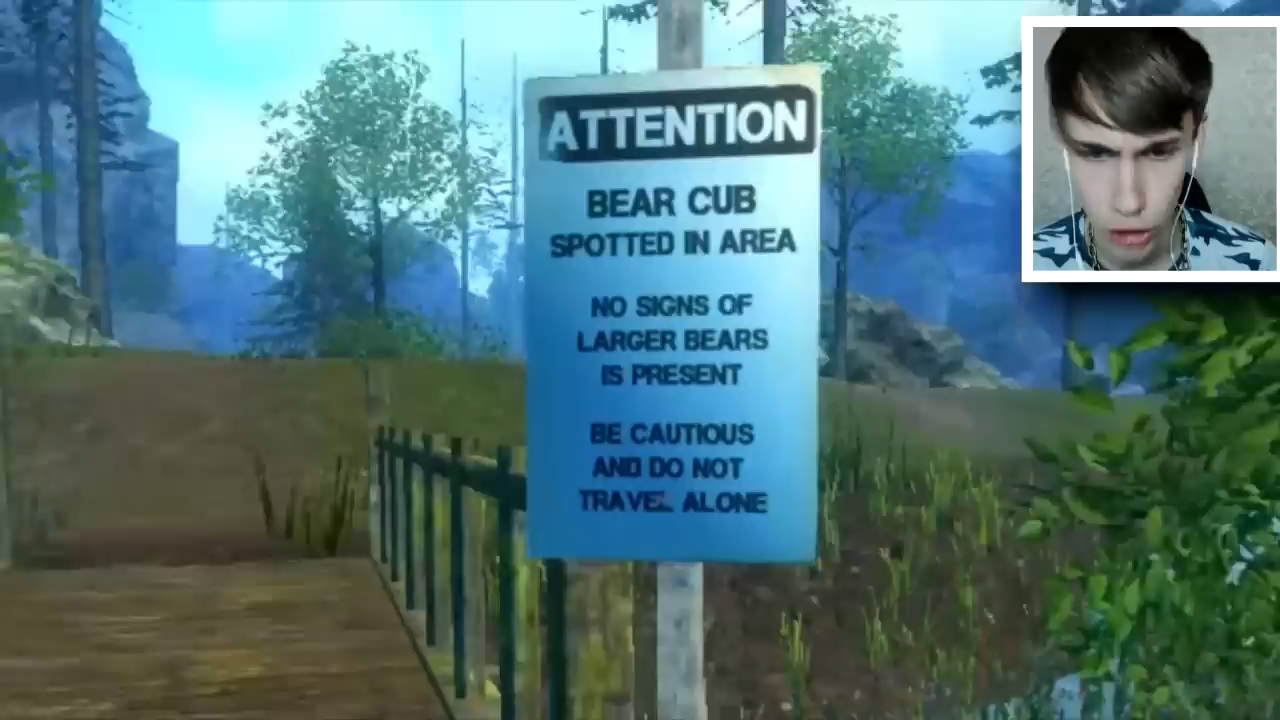 ATTENTION
BEAR CUB
SPOTTED IN AREA
NO SIGNS OF
LARGER BEARS
IS PRESENT
BE CAUTIOUS
AND DO NOT
TRAVEL ALONE